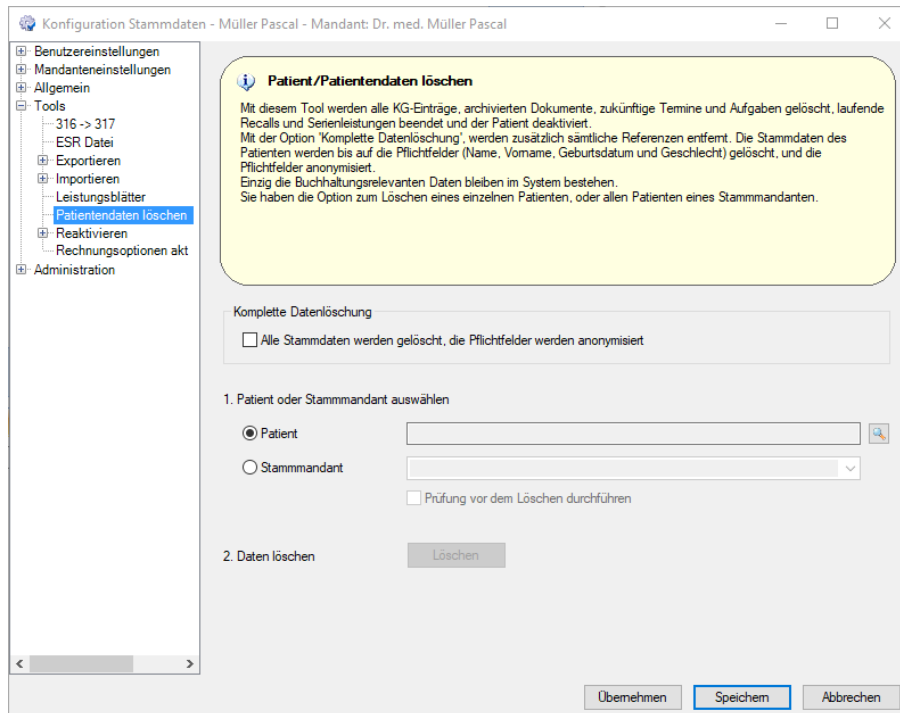 Konfiguration Stammdaten - Müller Pascal - Mandant: Dr. med. Müller Pascal
Benutzereinstellungen
Mandanteneinstellungen
Allgemein
Tools
316 -> 317
ESR Datei
Exportieren
Importieren
Leistungsblätter
Patientendaten löschen
Reaktivieren
Rechnungsoptionen akt
Administration
Patient/Patientendaten löschen
Mit diesem Tool werden alle KG-Einträge, archivierten Dokumente, zukünftige Termine und Aufgaben gelöscht, laufende
Recalls und Serienleistungen beendet und der Patient deaktiviert.
Mit der Option 'Komplette Datenlöschung', werden zusätzlich sämtliche Referenzen entfernt. Die Stammdaten des
Patienten werden bis auf die Pflichtfelder (Name, Vorname, Geburtsdatum und Geschlecht) gelöscht, und die
Pflichtfelder anonymisiert.
Einzig die Buchhaltungsrelevanten Daten bleiben im System bestehen.
Sie haben die Option zum Löschen eines einzelnen Patienten, oder allen Patienten eines Stammmandanten.
Komplette Datenlöschung
Alle Stammdaten werden gelöscht, die Pflichtfelder werden anonymisiert
1. Patient oder Stammmandant auswählen
Patient
Stammmandant
Prüfung vor dem Löschen durchführen
2. Daten löschen
Löschen
Übernehmen
Speichern
Abbrechen